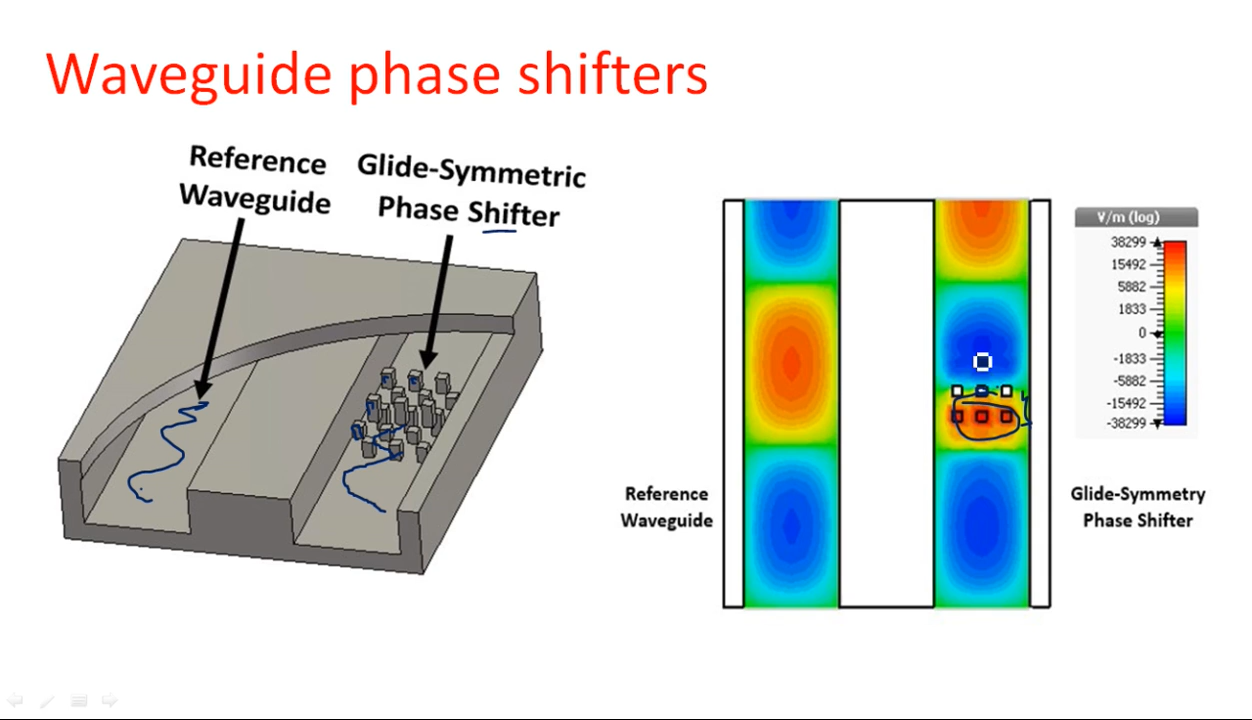 Waveguide phase shifters
Reference
Waveguide
Glide-Symmetric
Phase Shifter
V/m (log)
38299
15492
5882
1833
0
-1833
-5882
-15492
-38299
Reference
Waveguide
Glide-Symmetry
Phase Shifter